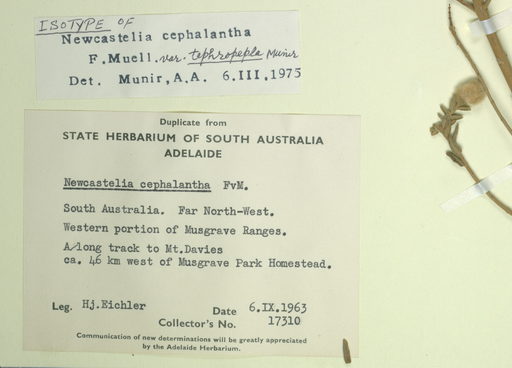 ISOTYPE OF
Newcastelia cephalantha
F.Muell. var. tephropepla Munir
Det. Munir, A.A. 6.III.1975
Duplicate from
STATE HERBARIUM OF SOUTH AUSTRALIA
ADELAIDE
Newcastelia cephalantha FvM.
South Australia. Far North-West.
Western portion of Musgrave Ranges.
A/long track to Mt.Davies
ca. 46 km west of Musgrave Park Homestead.
Leg. Hj.Eichler Date 6.IX.1963
Collector's No. 17310
Communication of new determinations will be greatly appreciated
by the Adelaide Herbarium.